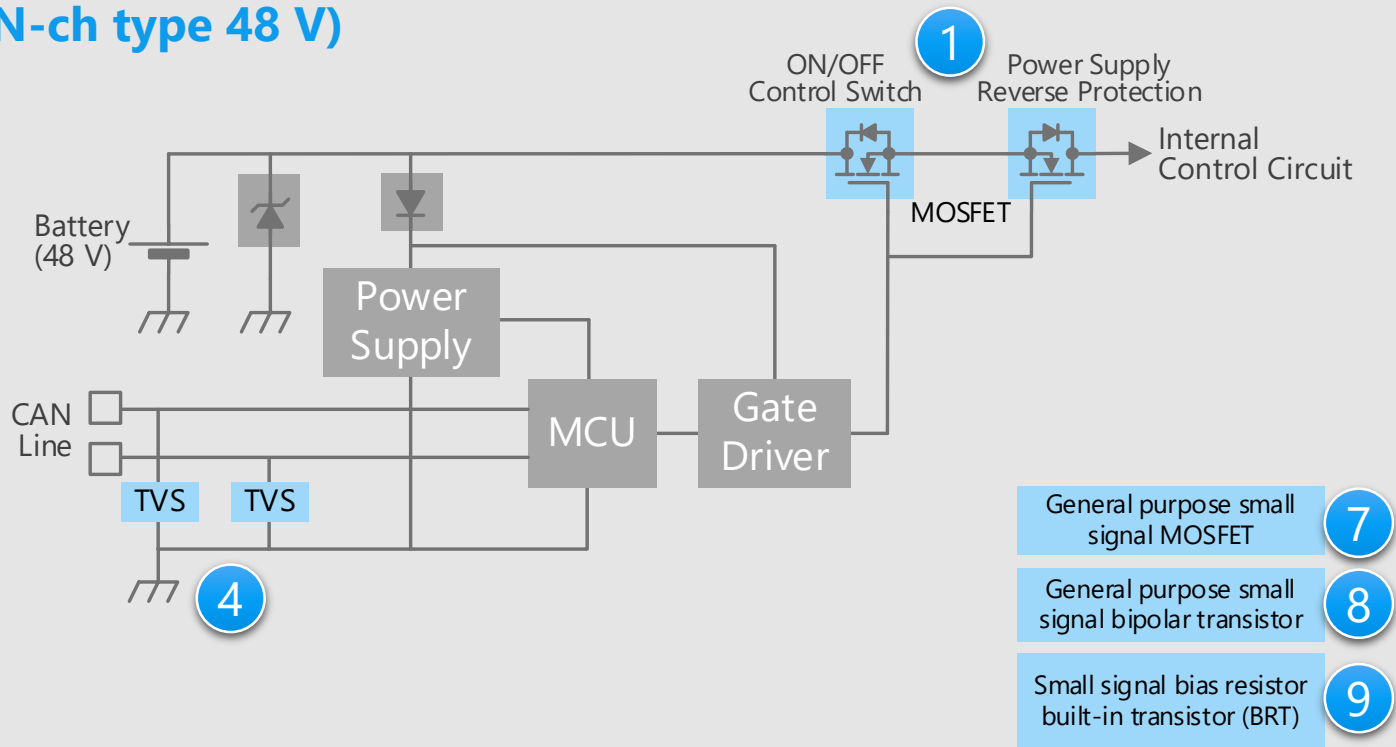 N-ch type 48 V)
1
ON/OFF
Control Switch
Power Supply
Reverse Protection
Internal
Control Circuit
MOSFET
Battery
(48 V)
Power
Supply
CAN
Line
MCU
Gate
Driver
TVS
TVS
4
General purpose small
signal MOSFET
7
General purpose small
signal bipolar transistor
8
Small signal bias resistor
built-in transistor (BRT)
9